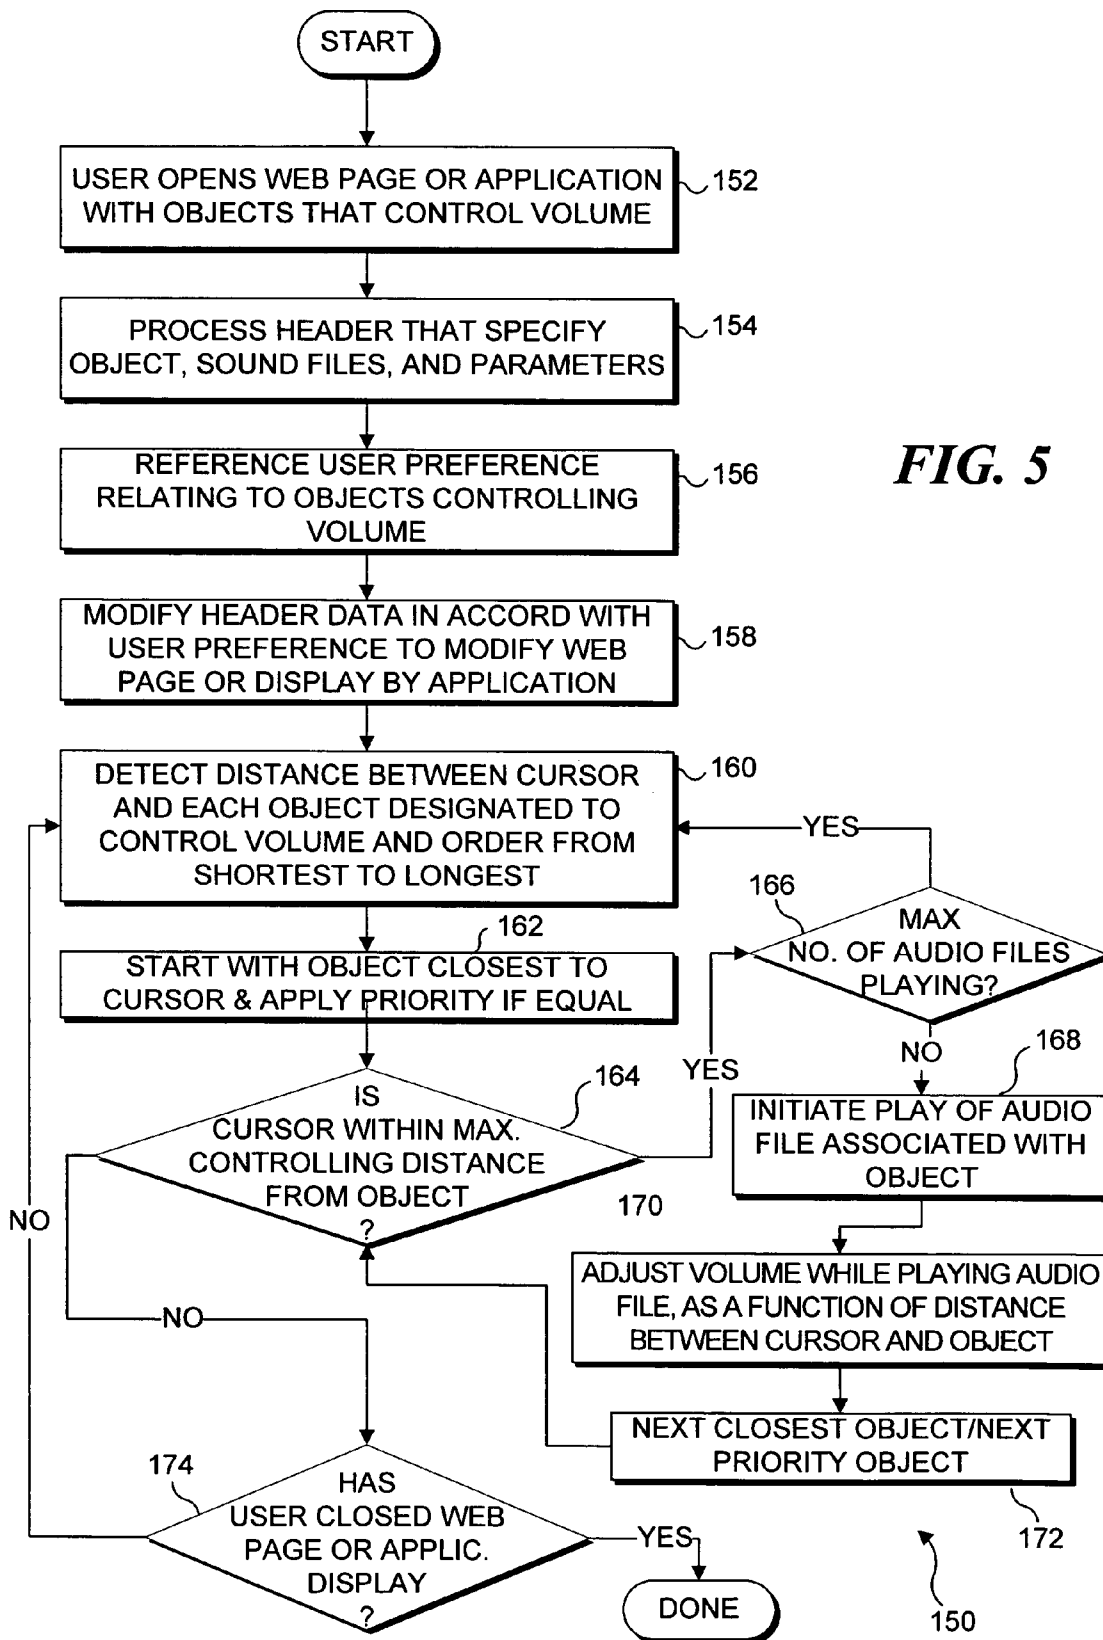 START
USER OPENS WEB PAGE OR APPLICATION
WITH OBJECTS THAT CONTROL VOLUME
152
PROCESS HEADER THAT SPECIFY
OBJECT, SOUND FILES, AND PARAMETERS
154
REFERENCE USER PREFERENCE
RELATING TO OBJECTS CONTROLLING
VOLUME
156
FIG. 5
MODIFY HEADER DATA IN ACCORD WITH
USER PREFERENCE TO MODIFY WEB
PAGE OR DISPLAY BY APPLICATION
158
DETECT DISTANCE BETWEEN CURSOR
AND EACH OBJECT DESIGNATED TO
CONTROL VOLUME AND ORDER FROM
SHORTEST TO LONGEST
160
YES
162
START WITH OBJECT CLOSEST TO
CURSOR & APPLY PRIORITY IF EQUAL
166
MAX
NO. OF AUDIO FILES
PLAYING?
NO
YES
164
IS
CURSOR WITHIN MAX.
CONTROLLING DISTANCE
FROM OBJECT
?
168
INITIATE PLAY OF AUDIO
FILE ASSOCIATED WITH
OBJECT
170
ADJUST VOLUME WHILE PLAYING AUDIO
FILE, AS A FUNCTION OF DISTANCE
BETWEEN CURSOR AND OBJECT
NO
NO
NEXT CLOSEST OBJECT/NEXT
PRIORITY OBJECT
172
174
HAS
USER CLOSED WEB
PAGE OR APPLIC.
DISPLAY
?
YES
DONE
150